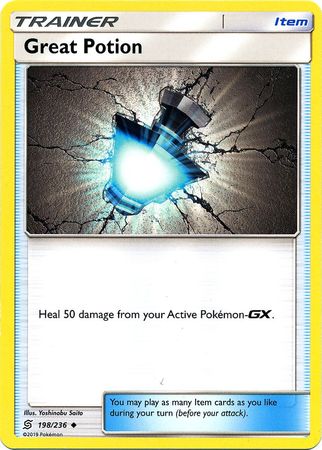 TRAINER Item
Great Potion
Heal 50 damage from your Active Pokémon-GX.
You may play as many Item cards as you like
during your turn (before your attack).
Illus. Yoshinobu Saito
198/236
©2019 Pokémon